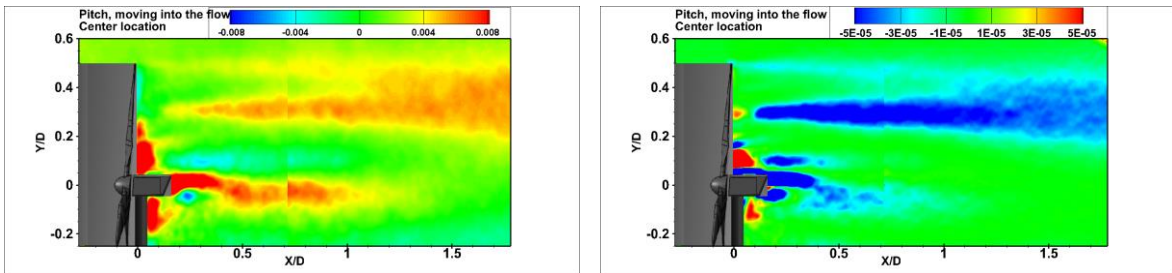 Pitch, moving into the flow
Center location
-0.008 -0.004 0 0.004 0.008
0.6
0.4
0.2
0
-0.2
Y/D
0 0.5 1 1.5
X/D
Pitch, moving into the flow
Center location
-5E-05 -3E-05 -1E-05 1E-05 3E-05 5E-05
0.6
0.4
0.2
0
-0.2
Y/D
0 0.5 1 1.5
X/D